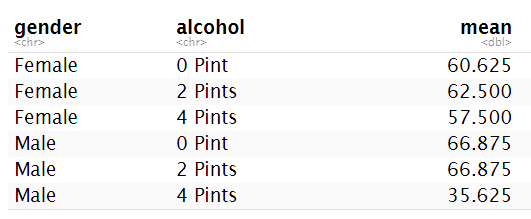 gender alcohol mean
<chr> <chr> <dbl>
Female 0 Pint 60.625
Female 2 Pints 62.500
Female 4 Pints 57.500
Male 0 Pint 66.875
Male 2 Pints 66.875
Male 4 Pints 35.625